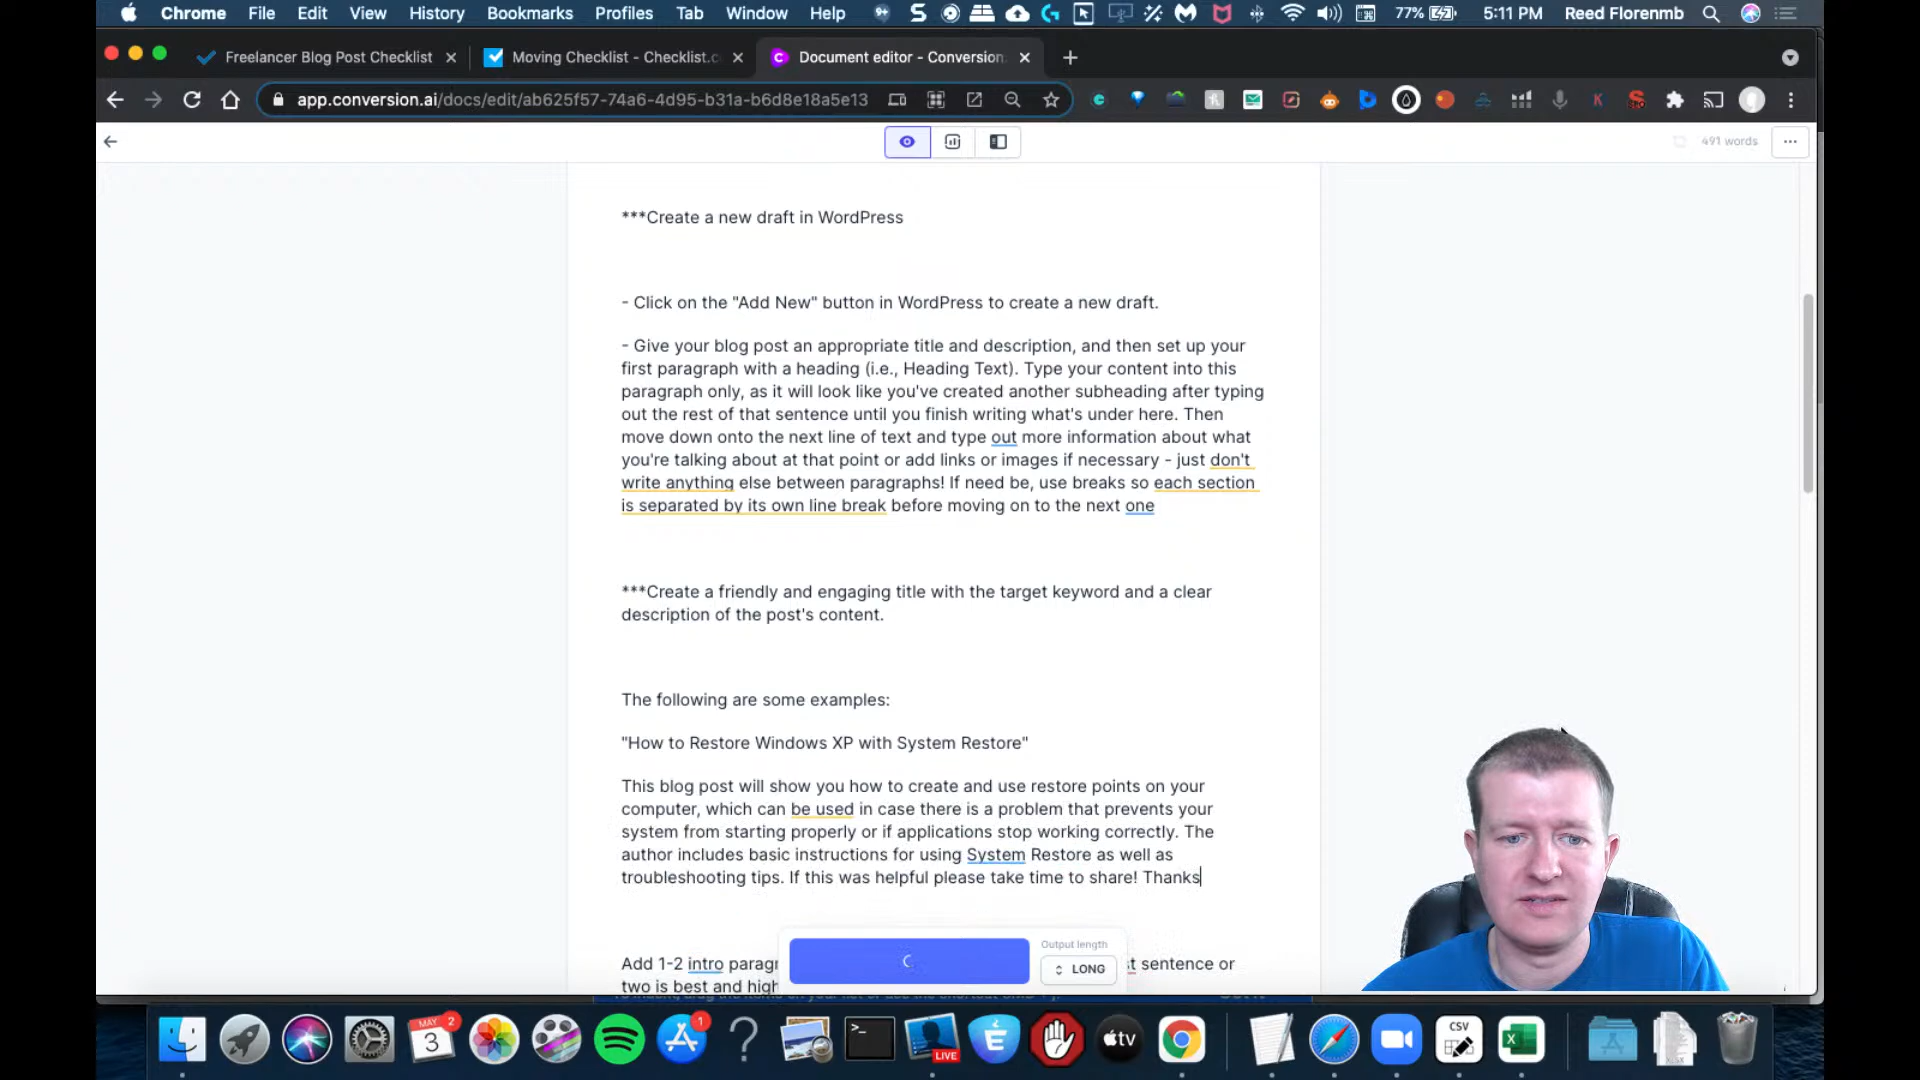 Chrome File Edit View History Bookmarks Profiles Tab Window Help 77% 5:11 PM Reed Florenmb
Freelancer Blog Post Checklist Moving Checklist - Checklist.c Document editor - Conversion.
app.conversion.ai/docs/edit/ab625f57-74a6-4d95-b31a-b6d8e18a5e13
491 words
***Create a new draft in WordPress
- Click on the "Add New" button in WordPress to create a new draft.
- Give your blog post an appropriate title and description, and then set up your
first paragraph with a heading (i.e., Heading Text). Type your content into this
paragraph only, as it will look like you've created another subheading after typing
out the rest of that sentence until you finish writing what's under here. Then
move down onto the next line of text and type out more information about what
you're talking about at that point or add links or images if necessary - just don't
write anything else between paragraphs! If need be, use breaks so each section
is separated by its own line break before moving on to the next one
***Create a friendly and engaging title with the target keyword and a clear
description of the post's content.
The following are some examples:
"How to Restore Windows XP with System Restore"
This blog post will show you how to create and use restore points on your
computer, which can be used in case there is a problem that prevents your
system from starting properly or if applications stop working correctly. The
author includes basic instructions for using System Restore as well as
troubleshooting tips. If this was helpful please take time to share! Thanks
Output length
LONG
Add 1-2 intro paragr t sentence or
two is best and high
MAY 2
3
1
LIVE
tv
CSV
XLSX